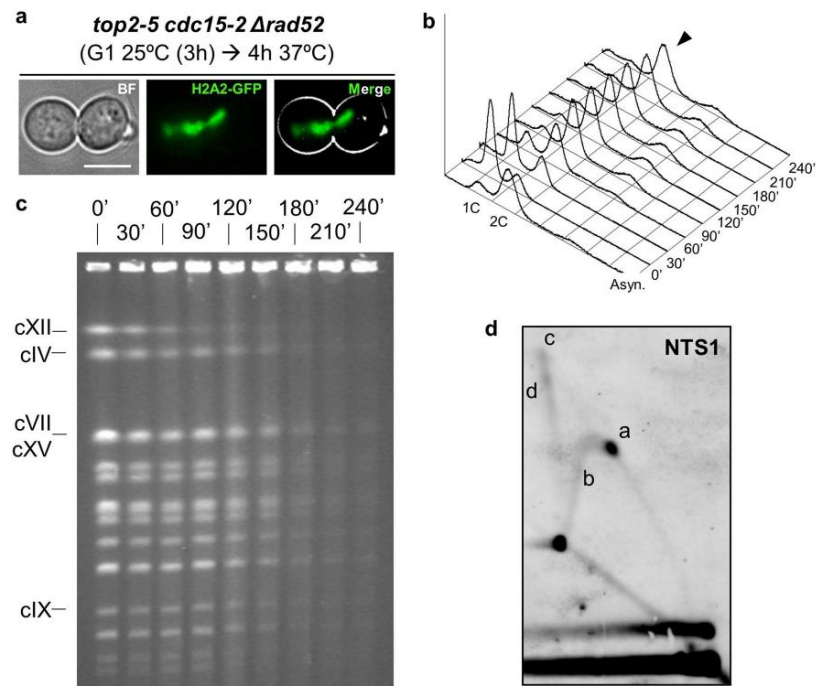 a
top2-5 cdc15-2 Δrad52
(G1 25ºC (3h) → 4h 37ºC)
BF
H2A2-GFP
Merge
b
1C
2C
Asyn.
0’
30’
60’
90’
120’
150’
180’
210’
240’
c
0’ 60’ 120’ 180’ 240’
30’ 90’ 150’ 210’
cXII
cIV
cVII
cXV
cIX
d
NTS1
c
d
a
b